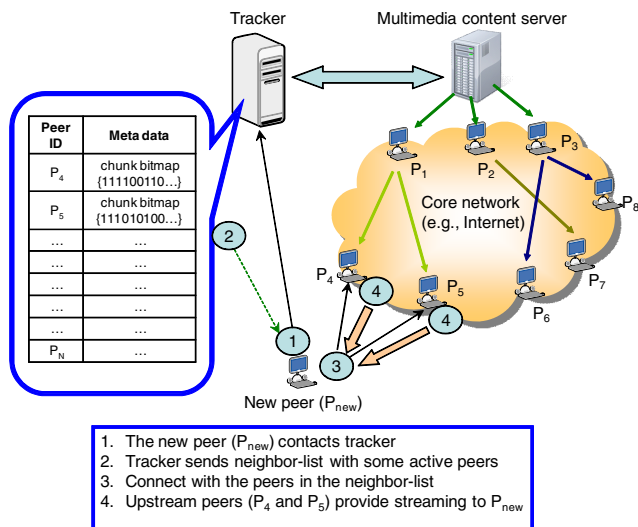 Tracker
Multimedia content server
Peer ID
Meta data
P4
chunk bitmap
{111100110…}
P5
chunk bitmap
{111010100…}
… …
… …
… …
… …
… …
PN …
P1
P2
P3
P8
Core network
(e.g., Internet)
P4
P5
P6
P7
2
4
4
1
3
New peer (Pnew)
1. The new peer (Pnew) contacts tracker
2. Tracker sends neighbor-list with some active peers
3. Connect with the peers in the neighbor-list
4. Upstream peers (P4 and P5) provide streaming to Pnew